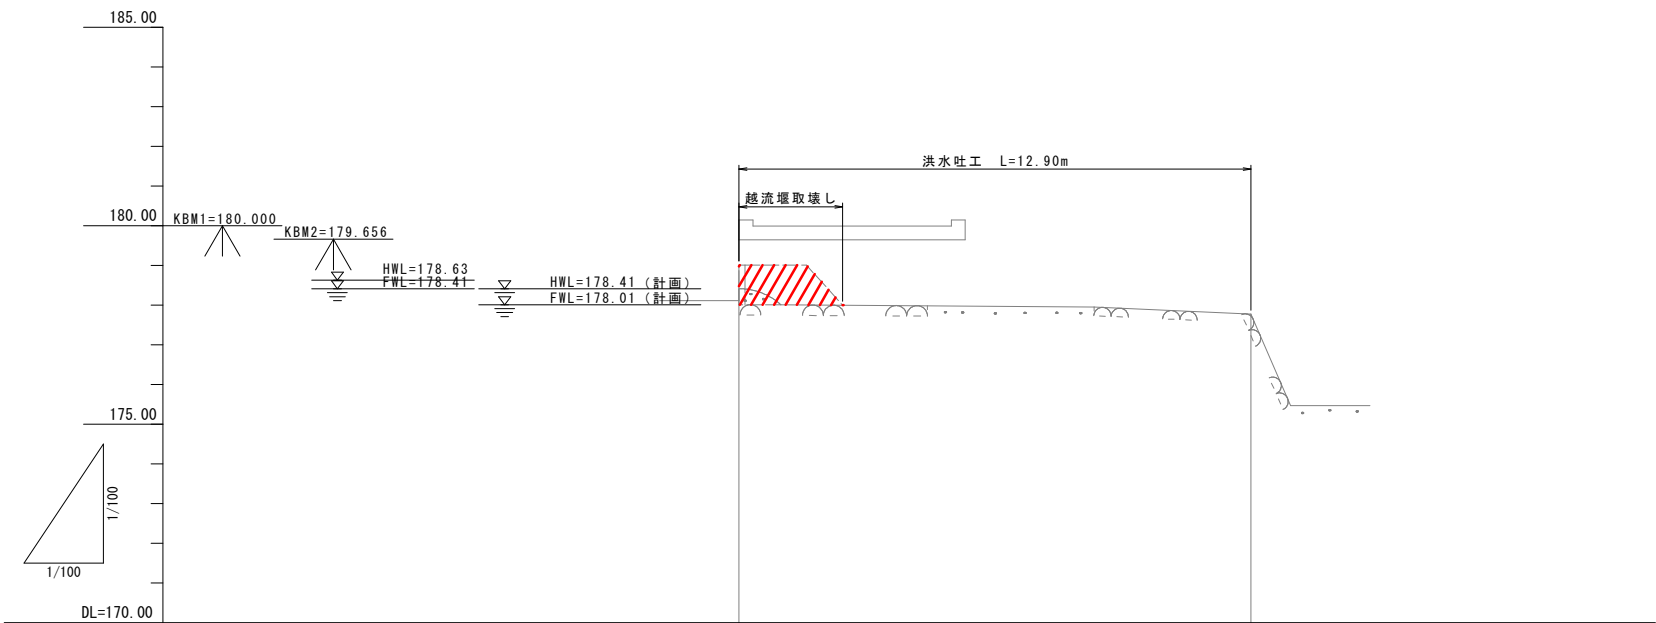 185.00
洪水吐工 L=12.90m
越流堰取壊し
180.00
KBM1=180.000
KBM2=179.656
HWL=178.63
FWL=178.41
HWL=178.41（計画）
FWL=178.01（計画）
175.00
1/100
1/100
DL=170.00